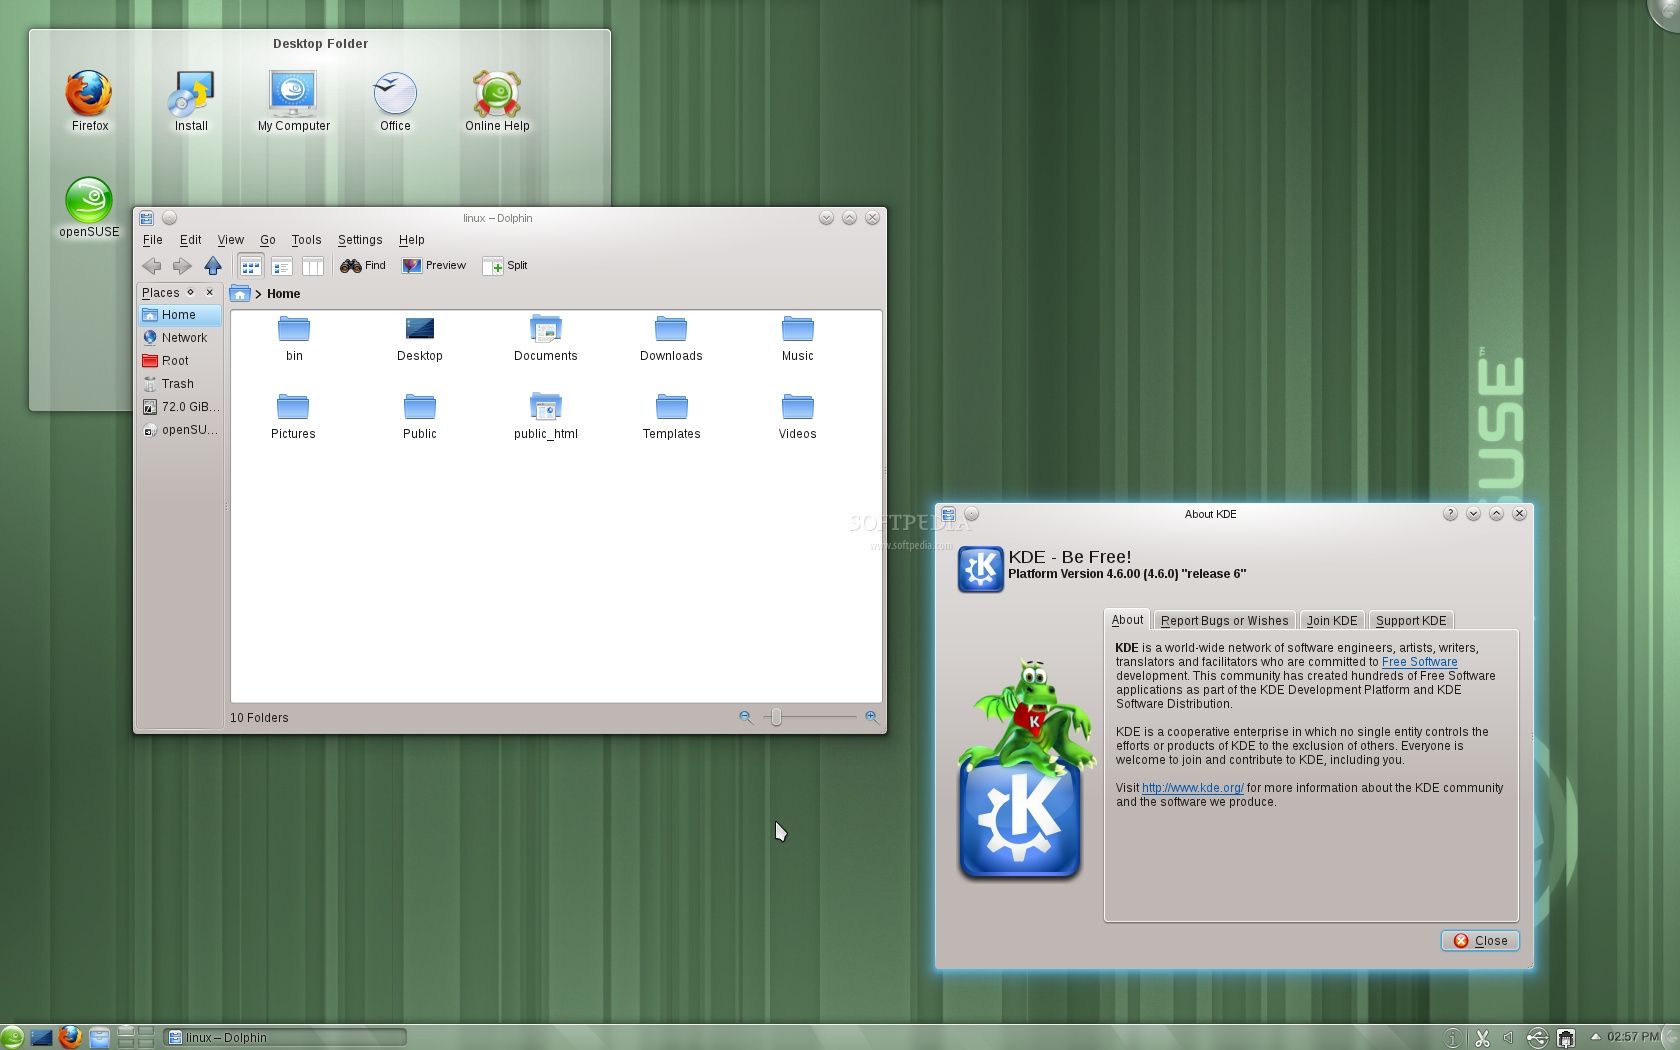 Desktop Folder
Firefox
Install
My Computer
Office
Online Help
openSUSE
linux – Dolphin
File Edit View Go Tools Settings Help
Find Preview Split
Places
Home
Network
Root
Trash
72.0 GiB...
openSU...
> Home
bin Desktop Documents Downloads Music
Pictures Public public_html Templates Videos
10 Folders
SOFTPEDIA
www.softpedia.com
SUSE™
About KDE
KDE - Be Free!
Platform Version 4.6.00 (4.6.0) "release 6"
About Report Bugs or Wishes Join KDE Support KDE
KDE is a world-wide network of software engineers, artists, writers,
translators and facilitators who are committed to Free Software
development. This community has created hundreds of Free Software
applications as part of the KDE Development Platform and KDE
Software Distribution.
KDE is a cooperative enterprise in which no single entity controls the
efforts or products of KDE to the exclusion of others. Everyone is
welcome to join and contribute to KDE, including you.
Visit http://www.kde.org/ for more information about the KDE community
and the software we produce.
K
K
K
Close
linux – Dolphin
02:57 PM